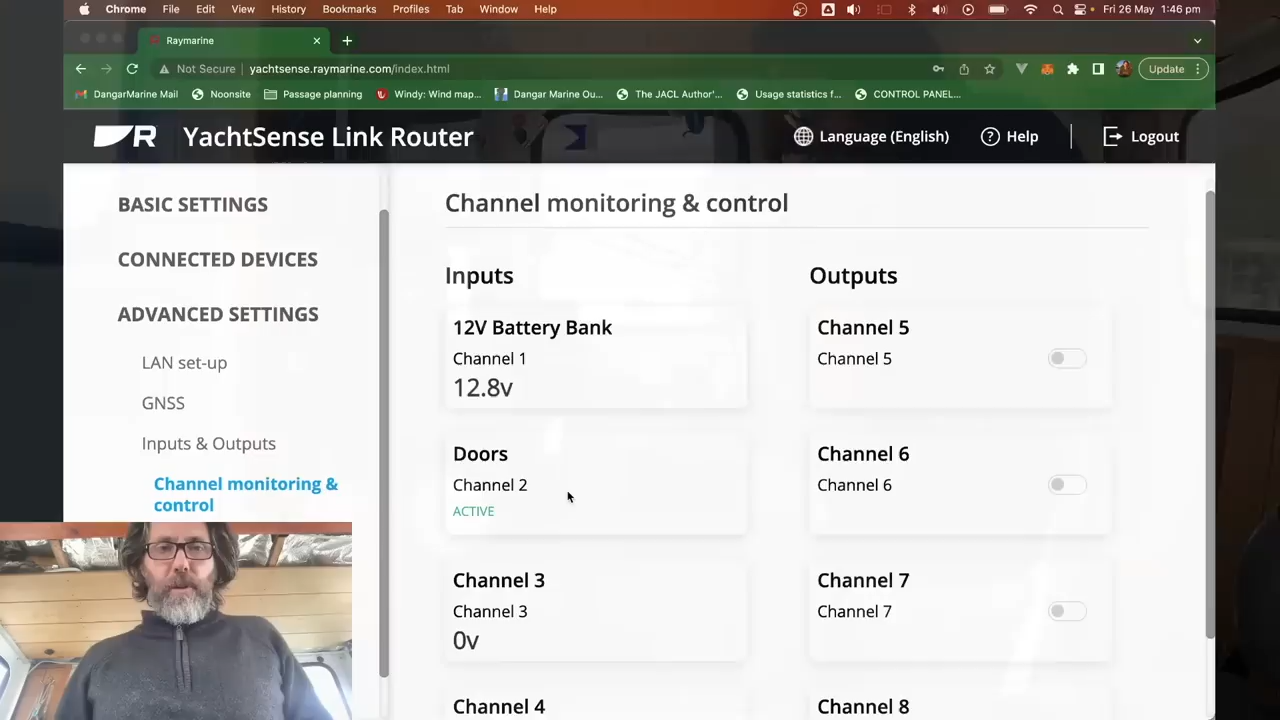 Chrome File Edit View History Bookmarks Profiles Tab Window Help Fri 26 May 1:46 pm
Raymarine
Not Secure yachtsense.raymarine.com/index.html Update
DangarMarine Mail Noonsite Passage planning Windy: Wind map... Dangar Marine Ou... The JACL Author'... Usage statistics f... CONTROL PANEL...
R YachtSense Link Router Language (English) Help Logout
BASIC SETTINGS
CONNECTED DEVICES
ADVANCED SETTINGS
LAN set-up
GNSS
Inputs & Outputs
Channel monitoring &
control
Channel monitoring & control
Inputs
12V Battery Bank
Channel 1
12.8v
Doors
Channel 2
ACTIVE
Channel 3
Channel 3
0v
Channel 4
Outputs
Channel 5
Channel 5
Channel 6
Channel 6
Channel 7
Channel 7
Channel 8